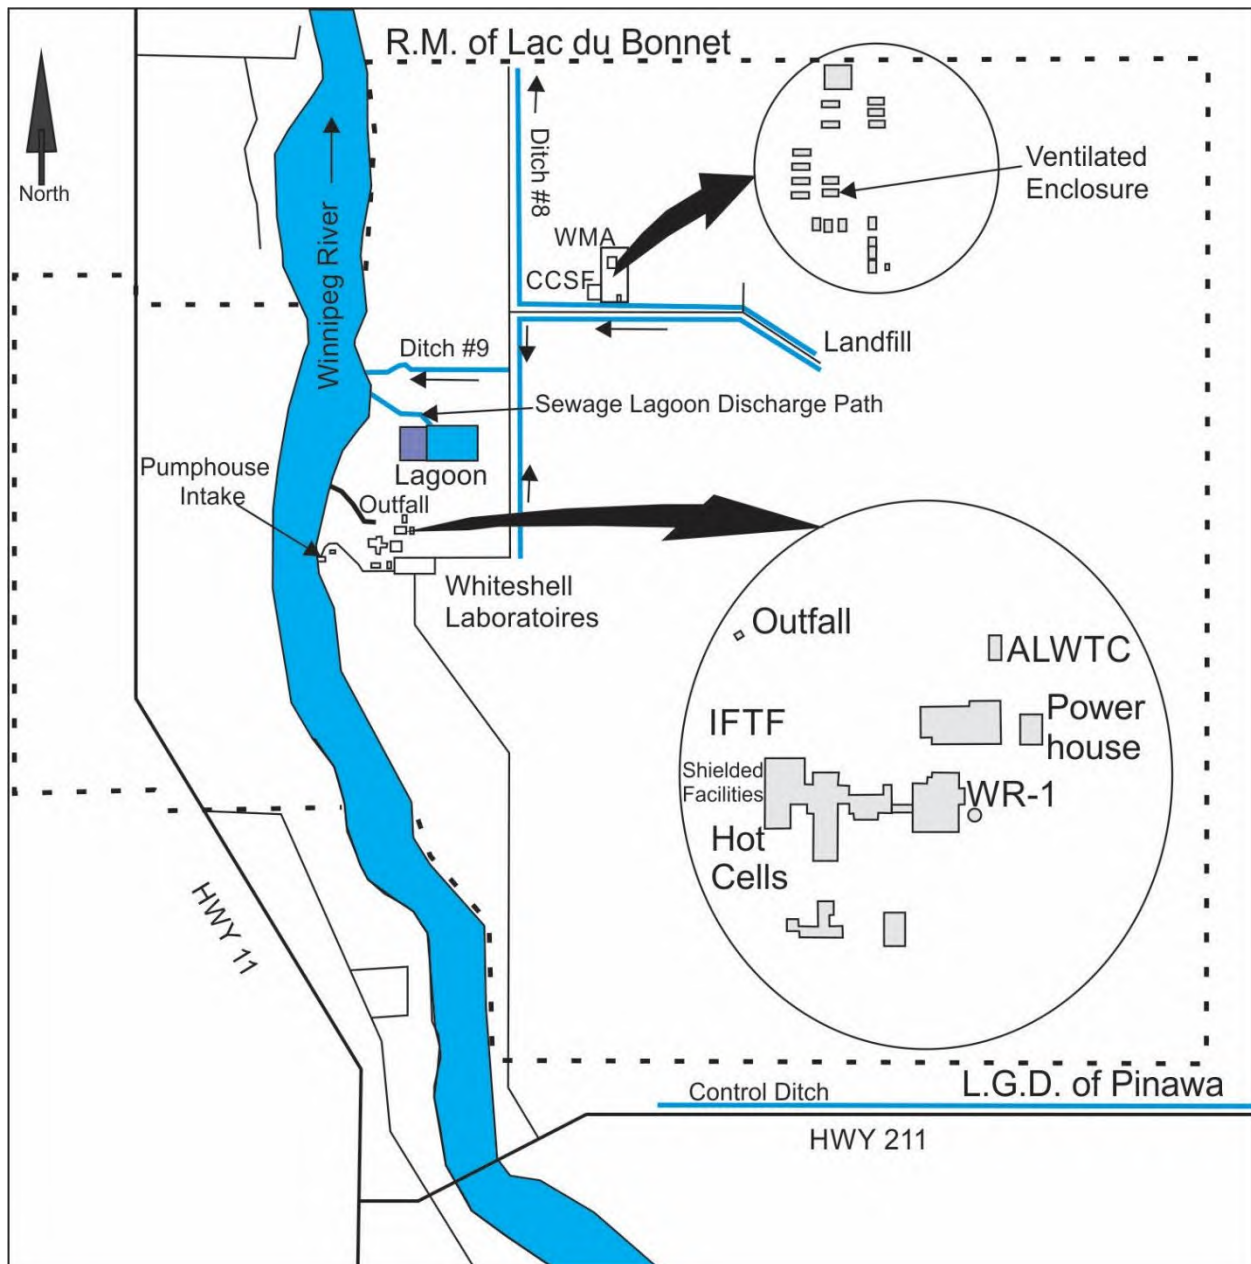 R.M. of Lac du Bonnet
North
Winnipeg River
Ditch #8
Ventilated
Enclosure
WMA
CCSF
Landfill
Ditch #9
Sewage Lagoon Discharge Path
Lagoon
Pumphouse
Intake
Outfall
Whiteshell
Laboratoires
Outfall
ALWTC
IFTF
Power
house
Shielded
Facilities
WR-1
Hot
Cells
HWY 11
Control Ditch
L.G.D. of Pinawa
HWY 211